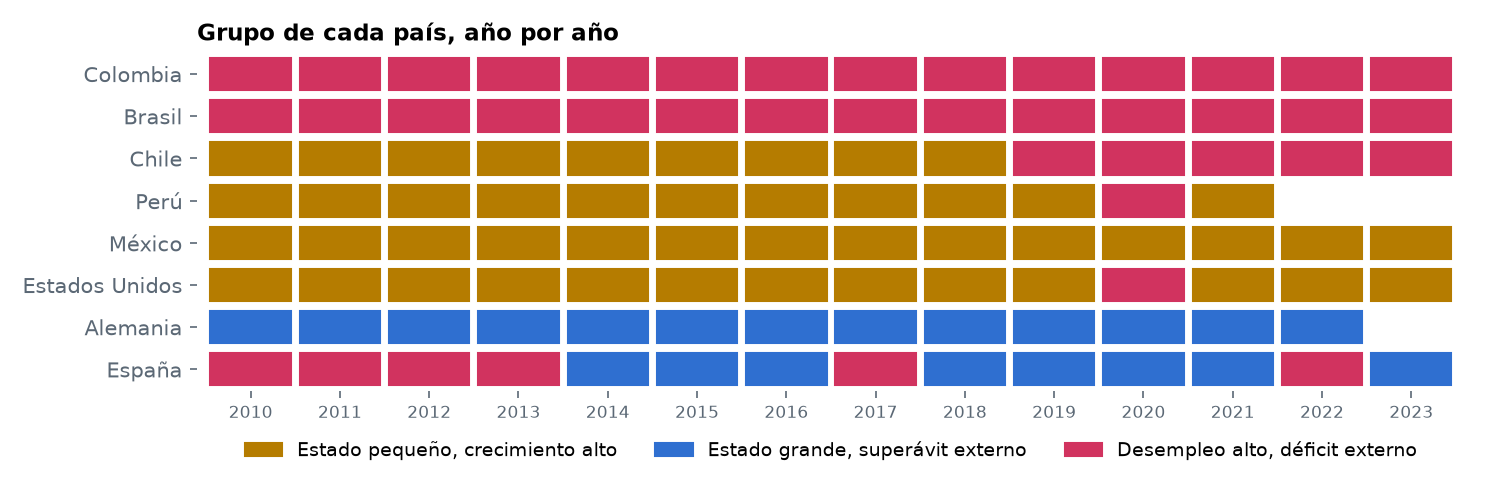 Grupo de cada país, año por año
Colombia
Brasil
Chile
Perú
México
Estados Unidos
Alemania
España
2010 2011 2012 2013 2014 2015 2016 2017 2018 2019 2020 2021 2022 2023
Estado pequeño, crecimiento alto Estado grande, superávit externo Desempleo alto, déficit externo